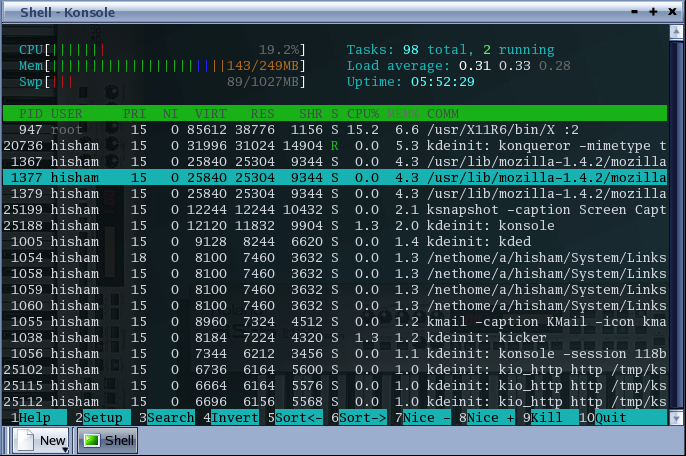 Shell - Konsole
CPU[||||||| 19.2%] Tasks: 98 total, 2 running
Mem[||||||||||||||||||||||143/249MB] Load average: 0.31 0.33 0.28
Swp[||| 89/1027MB] Uptime: 05:52:29
PID USER PRI NI VIRT RES SHR S CPU% MEM% COMM
947 root 15 0 85612 38776 1156 S 15.2 6.6 /usr/X11R6/bin/X :2
20736 hisham 15 0 31996 31024 14904 R 0.0 5.3 kdeinit: konqueror -mimetype t
1367 hisham 15 0 25840 25304 9344 S 0.0 4.3 /usr/lib/mozilla-1.4.2/mozilla
1377 hisham 15 0 25840 25304 9344 S 0.0 4.3 /usr/lib/mozilla-1.4.2/mozilla
1379 hisham 15 0 25840 25304 9344 S 0.0 4.3 /usr/lib/mozilla-1.4.2/mozilla
25199 hisham 15 0 12244 12244 10432 S 0.0 2.1 ksnapshot -caption Screen Capt
25188 hisham 15 0 12120 11832 9904 S 1.3 2.0 kdeinit: konsole
1005 hisham 15 0 9128 8244 6620 S 0.0 1.4 kdeinit: kded
1054 hisham 18 0 8100 7460 3632 S 0.0 1.3 /nethome/a/hisham/System/Links
1058 hisham 15 0 8100 7460 3632 S 0.0 1.3 /nethome/a/hisham/System/Links
1059 hisham 15 0 8100 7460 3632 S 0.0 1.3 /nethome/a/hisham/System/Links
1060 hisham 15 0 8100 7460 3632 S 0.0 1.3 /nethome/a/hisham/System/Links
1055 hisham 15 0 8960 7324 4512 S 0.0 1.2 kmail -caption KMail -icon kma
1038 hisham 15 0 8184 7224 4320 S 1.3 1.2 kdeinit: kicker
1056 hisham 15 0 7344 6212 3456 S 0.0 1.1 kdeinit: konsole -session 118b
25102 hisham 15 0 6736 6164 5600 S 0.0 1.0 kdeinit: kio_http http /tmp/ks
25115 hisham 15 0 6664 6164 5576 S 0.0 1.0 kdeinit: kio_http http /tmp/ks
25112 hisham 15 0 6696 6156 5568 S 0.0 1.0 kdeinit: kio_http http /tmp/ks
1Help 2Setup 3Search 4Invert 5Sort<- 6Sort-> 7Nice - 8Nice + 9Kill 10Quit
New Shell